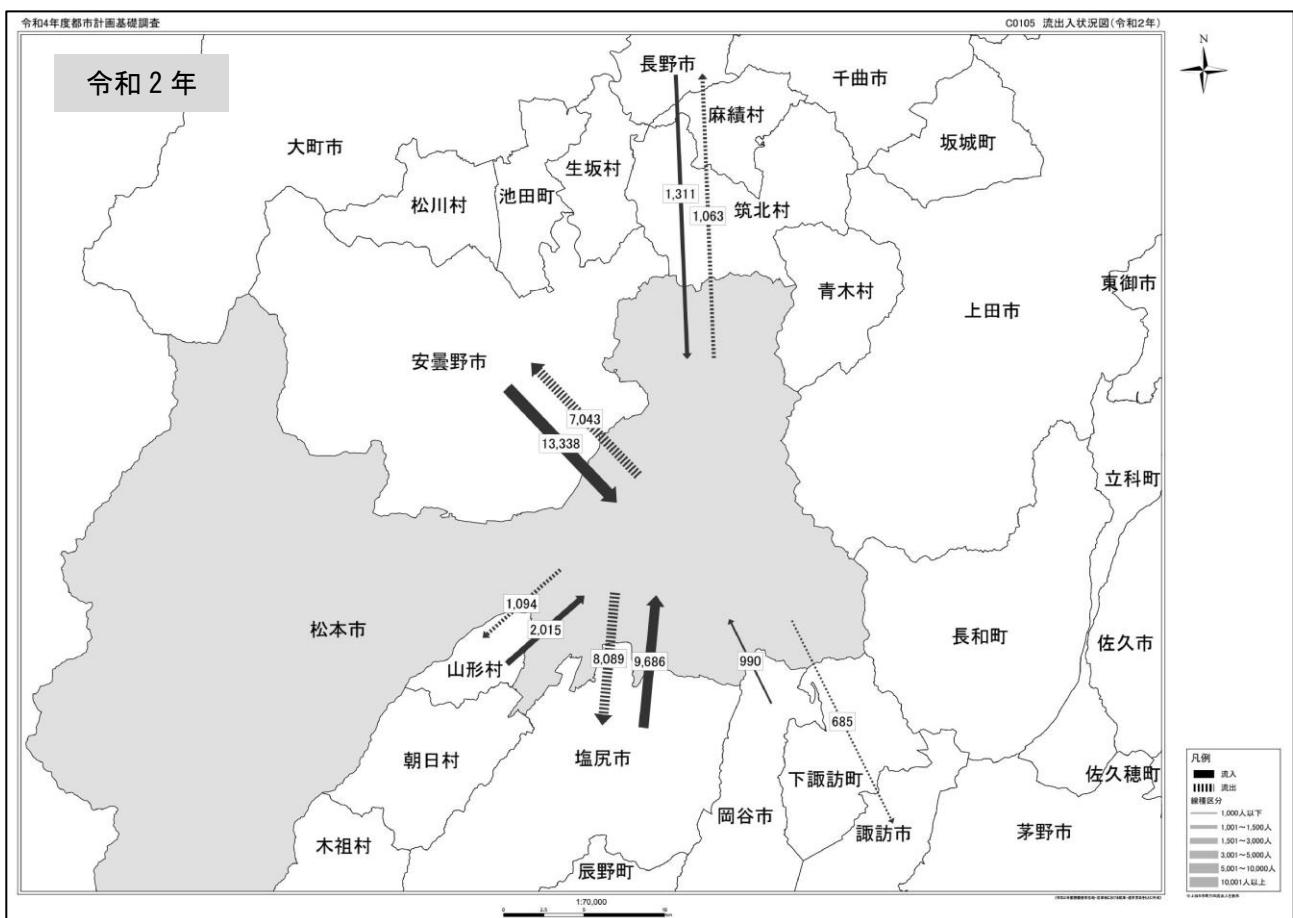 令和4年度都市計画基礎調査
C0105 流出入状況図(令和2年)
令和2年
N
長野市
千曲市
麻績村
坂城町
大町市
生坂村
池田町
松川村
1,311
1,063
筑北村
青木村
東御市
上田市
安曇野市
7,043
13,338
立科町
1,094
2,015
松本市
長和町
佐久市
山形村
8,089
9,686
990
685
朝日村
塩尻市
下諏訪町
佐久穂町
岡谷市
諏訪市
茅野市
木祖村
辰野町
凡例
流入
流出
線種区分
1,000人以下
1,001~1,500人
1,501~3,000人
3,001~5,000人
5,001~10,000人
10,001人以上
1:70,000
0 2.5 5 10
km